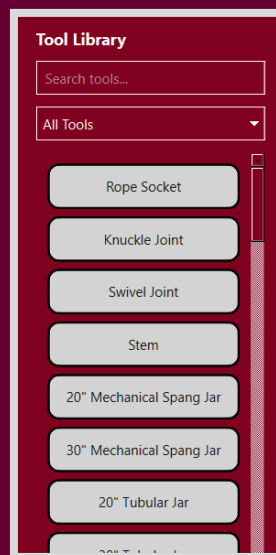 Tool Library
Search tools...
All Tools
Rope Socket
Knuckle Joint
Swivel Joint
Stem
20" Mechanical Spang Jar
30" Mechanical Spang Jar
20" Tubular Jar